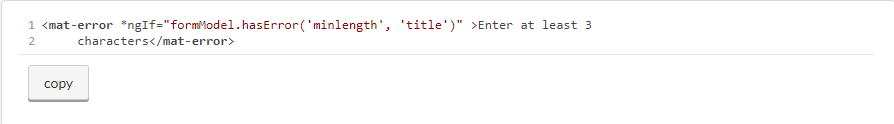 1 <mat-error *ngIf="formModel.hasError('minlength', 'title')" >Enter at least 3
2 characters</mat-error>
copy